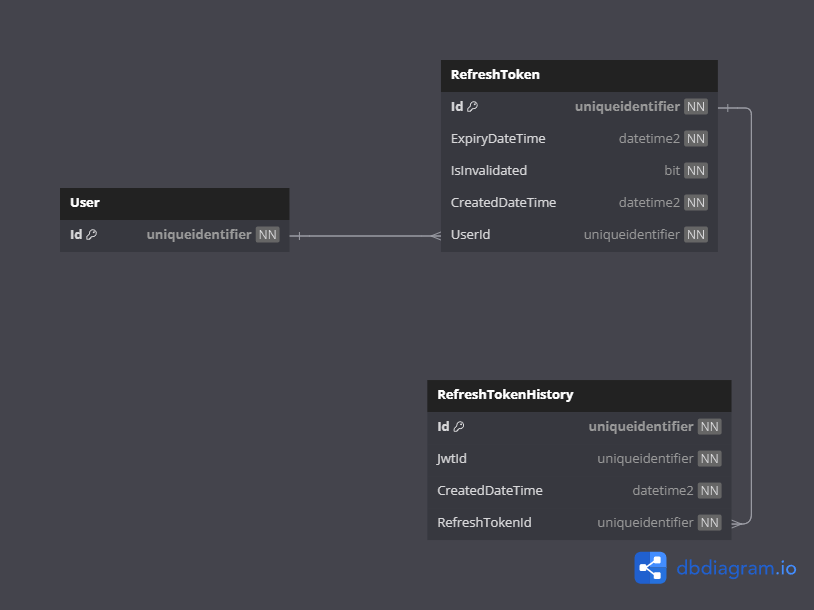 RefreshToken
Id uniqueidentifier NN
ExpiryDateTime datetime2 NN
IsInvalidated bit NN
CreatedDateTime datetime2 NN
UserId uniqueidentifier NN
User
Id uniqueidentifier NN
RefreshTokenHistory
Id uniqueidentifier NN
JwtId uniqueidentifier NN
CreatedDateTime datetime2 NN
RefreshTokenId uniqueidentifier NN
dbdiagram.io